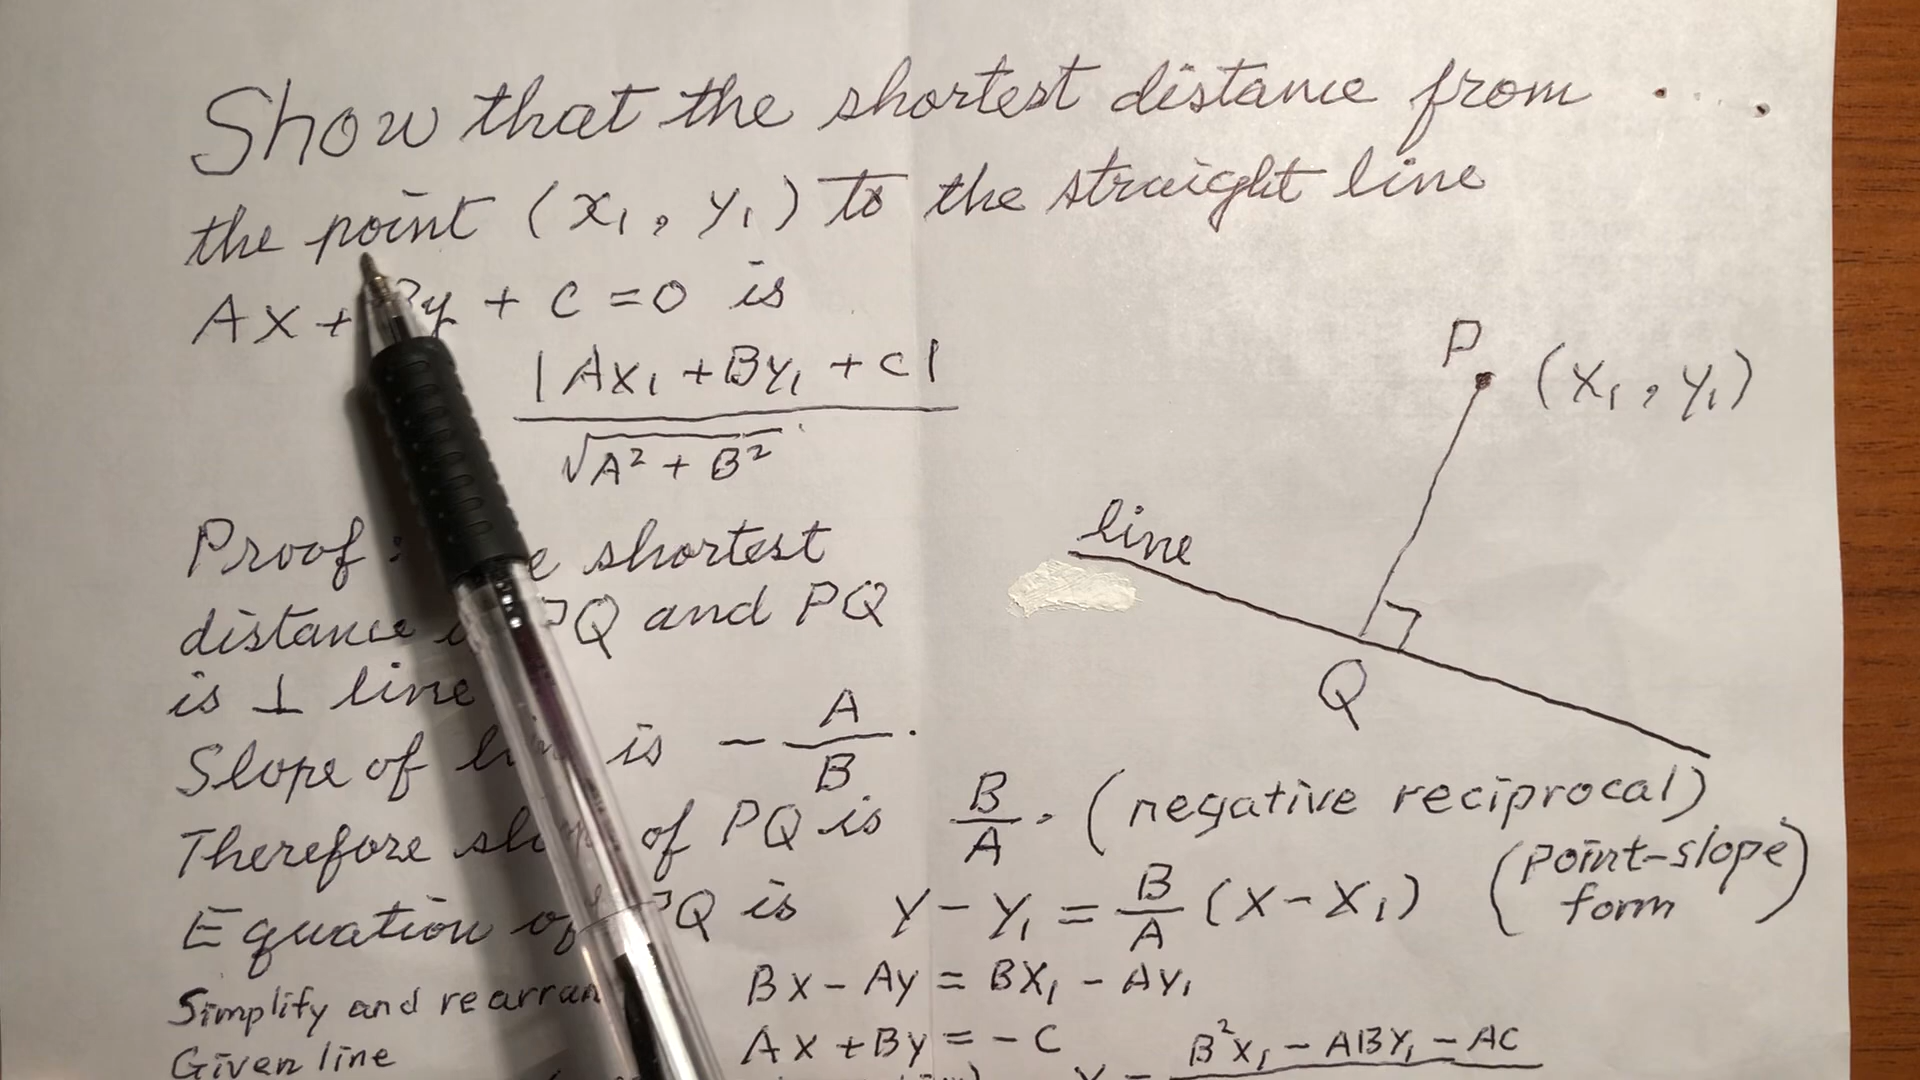 Show that the shortest distance from ....
the point (x₁, y₁) to the straight line
Ax + By + C = 0 is
|Ax₁ + By₁ + C|
√A² + B²
P (x₁, y₁)
line
Q
Proof: e shortest
distance PQ and PQ
is ⊥ line
Slope of is - A/B.
Therefore of PQ is B/A. (negative reciprocal)
Equation of PQ is y - y₁ = B/A (x - x₁) (point-slope form)
Simplify and rearran Bx - Ay = Bx₁ - Ay₁
Given line Ax + By = - C
B²x₁ - ABy₁ - AC